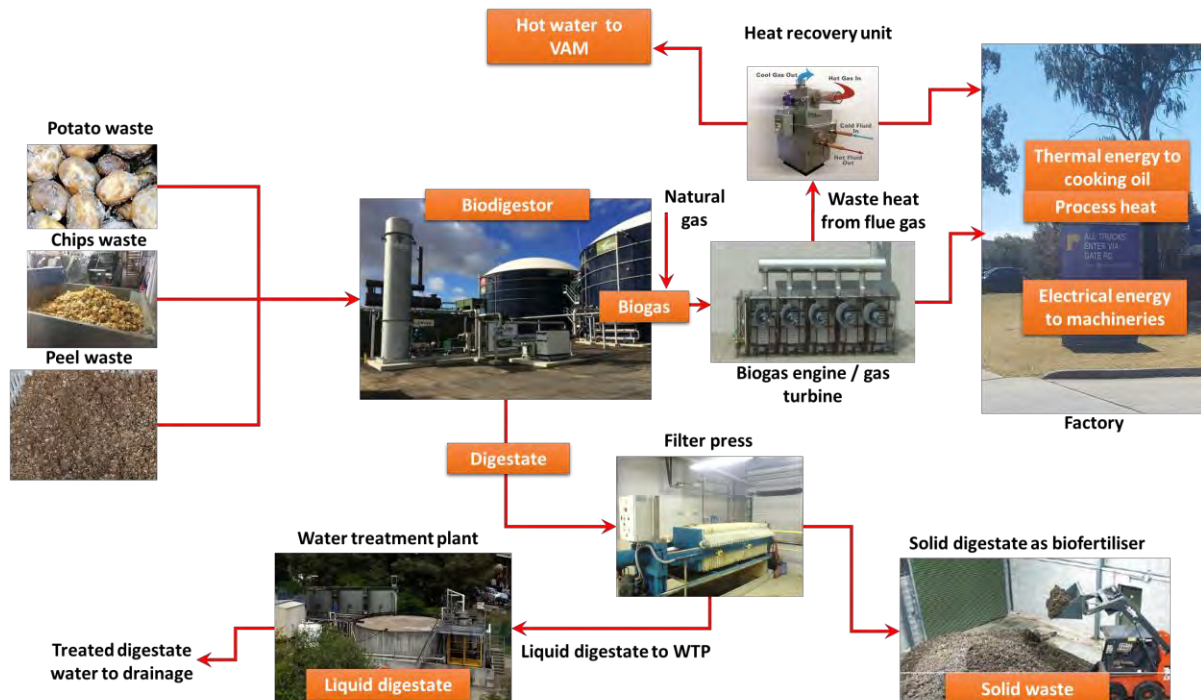 Hot water to
VAM
Heat recovery unit
Cool Gas Out
Hot Gas In
Cold Fluid
In
Hot Fluid
Out
Potato waste
Chips waste
Peel waste
Biodigestor
Natural
gas
Biogas
Waste heat
from flue gas
Biogas engine / gas
turbine
Thermal energy to
cooking oil
Process heat
ALL TRUCKS
ENTER VIA
GATE FC
Electrical energy
to machineries
Factory
Digestate
Filter press
Water treatment plant
Solid digestate as biofertiliser
Treated digestate
water to drainage
Liquid digestate
Liquid digestate to WTP
Solid waste